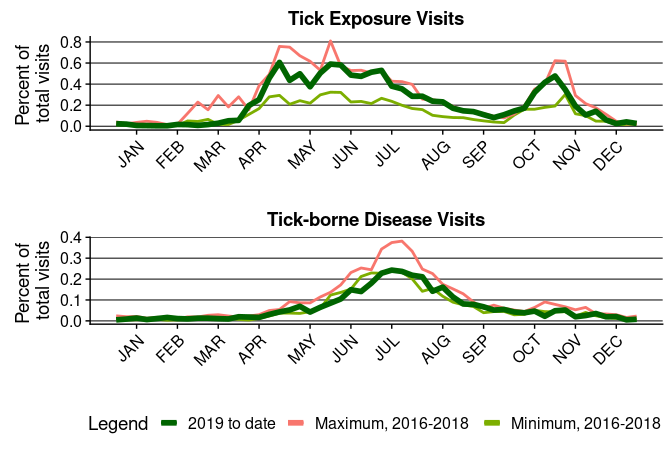 Tick Exposure Visits
Percent of
total visits
0.8
0.6
0.4
0.2
0.0
JAN FEB MAR APR MAY JUN JUL AUG SEP OCT NOV DEC
Tick-borne Disease Visits
Percent of
total visits
0.4
0.3
0.2
0.1
0.0
JAN FEB MAR APR MAY JUN JUL AUG SEP OCT NOV DEC
Legend 2019 to date Maximum, 2016-2018 Minimum, 2016-2018